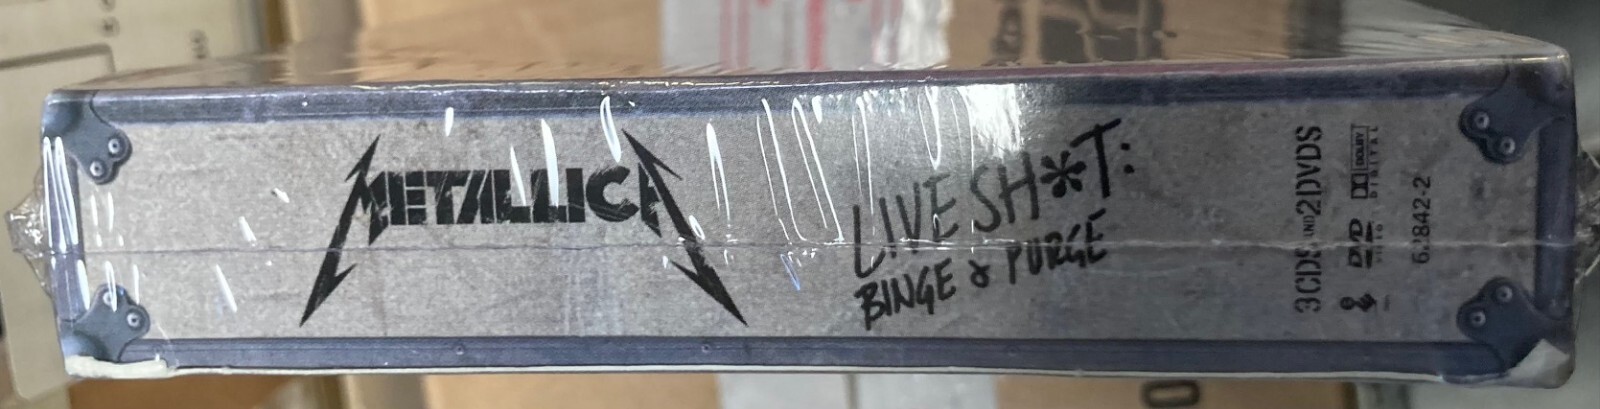 METALLICA
LIVE SH*T:
BINGE & PURGE
3 CDS AND 2 DVDS
DVD
VIDEO
DOLBY
DIGITAL
62842-2